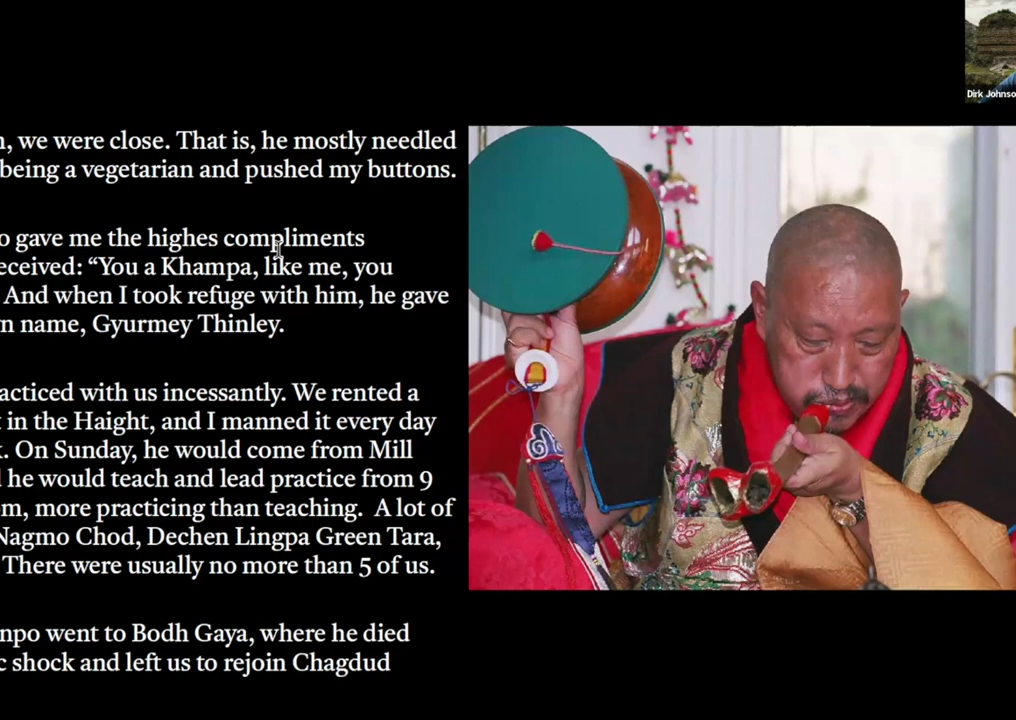 Dirk Johnso
, we were close. That is, he mostly needled
being a vegetarian and pushed my buttons.
o gave me the highes compliments
eceived: “You a Khampa, like me, you
And when I took refuge with him, he gave
n name, Gyurmey Thinley.
acticed with us incessantly. We rented a
in the Haight, and I manned it every day
. On Sunday, he would come from Mill
he would teach and lead practice from 9
m, more practicing than teaching.  A lot of
Nagmo Chod, Dechen Lingpa Green Tara,
There were usually no more than 5 of us.
npo went to Bodh Gaya, where he died
c shock and left us to rejoin Chagdud